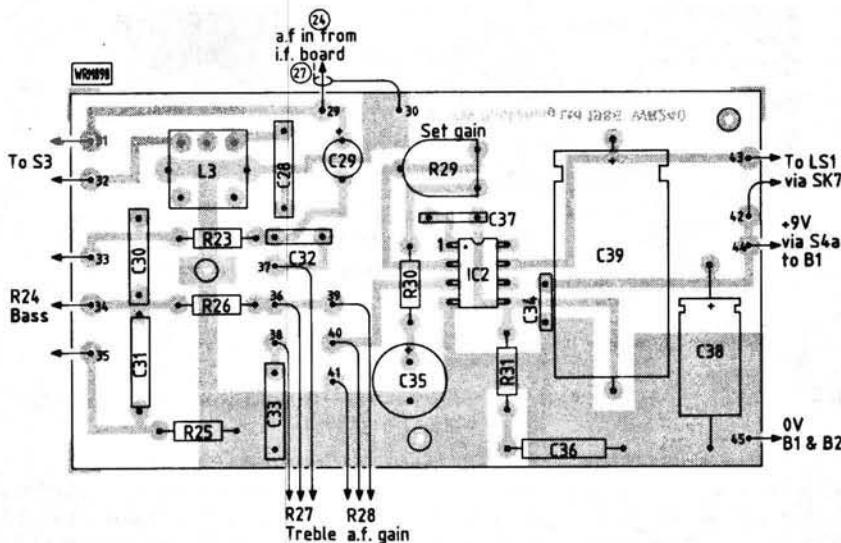 24
a.f in from
i.f. board
27
WRM898
29
30
Set gain
31
To S3
32
L3
C28
C29
R29
43
To LS1
via SK7
42
+9V
via S4a
44
to B1
C37
R23
C32
C30
33
37
1
IC2
C39
R30
C34
R24
Bass
34
R26
36
39
35
38
40
41
C31
C35
R31
C38
C33
R25
C36
45
0V
B1 & B2
R27
Treble
R28
a.f. gain